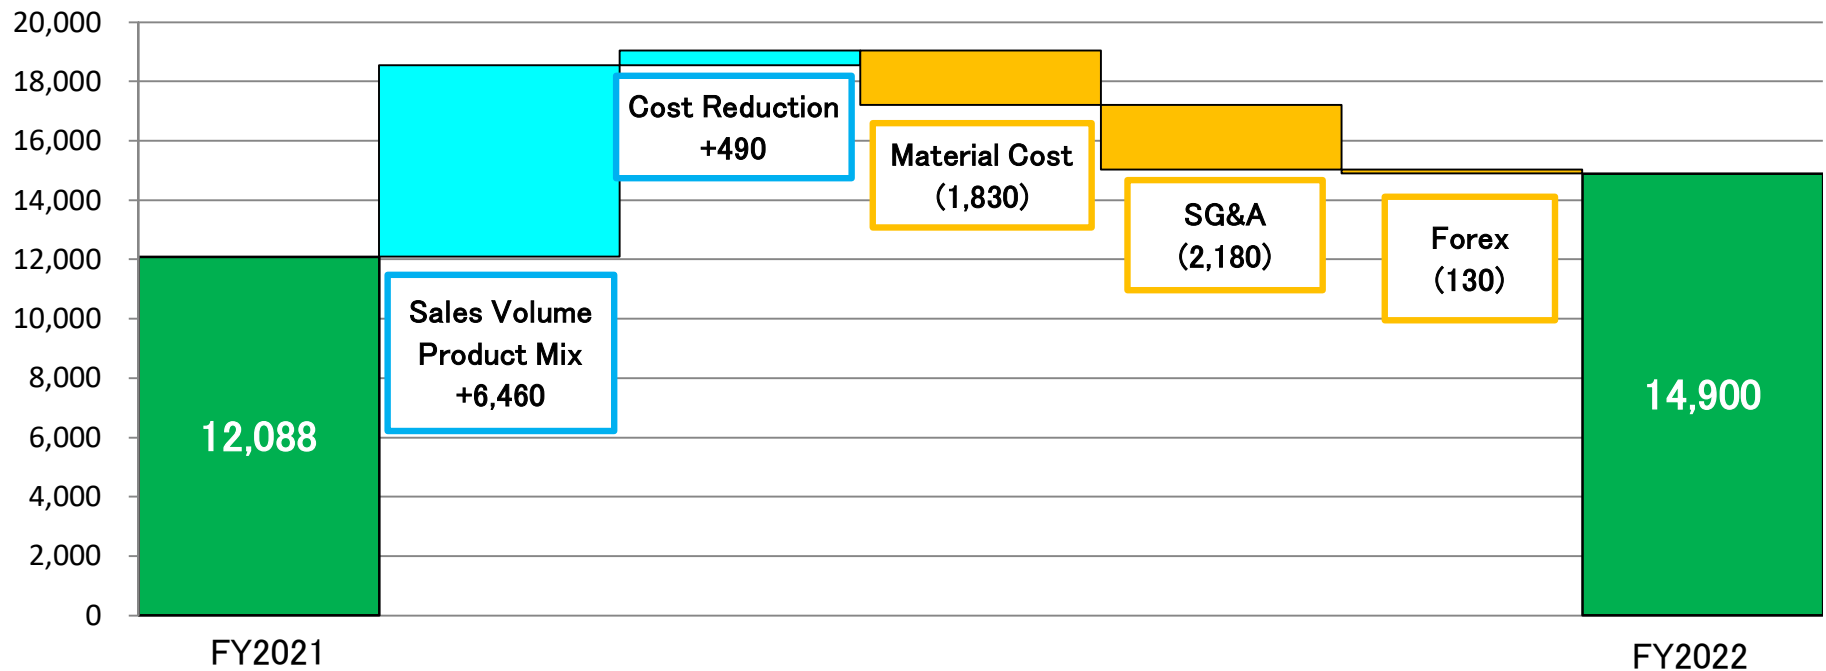 20,000
18,000
16,000
14,000
12,000
10,000
8,000
6,000
4,000
2,000
0
12,088
Sales Volume
Product Mix
+6,460
Cost Reduction
+490
Material Cost
(1,830)
SG&A
(2,180)
Forex
(130)
14,900
FY2021
FY2022